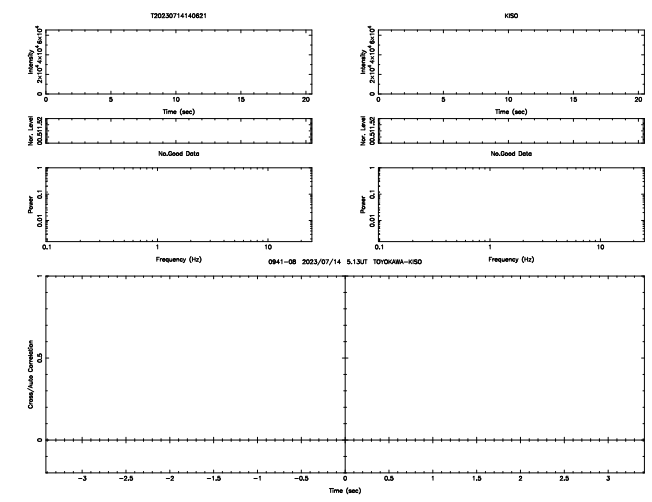 T20230714140621
KISO
Intensity
0 2×10⁴ 4×10⁴ 6×10⁴
0 5 10 15 20
Time (sec)
Intensity
0 2×10⁴ 4×10⁴ 6×10⁴
0 5 10 15 20
Time (sec)
Nor. Level
00.511.52
Nor. Level
00.511.52
No.Good Data
No.Good Data
Power
1
0.1
0.01
0.1 1 10
Frequency (Hz)
Power
1
0.1
0.01
0.1 1 10
Frequency (Hz)
0941-08 2023/07/14 5.13UT TOYOKAWA-KISO
Cross/Auto Correlation
1
0.5
0
-3 -2.5 -2 -1.5 -1 -0.5 0 0.5 1 1.5 2 2.5 3
Time (sec)